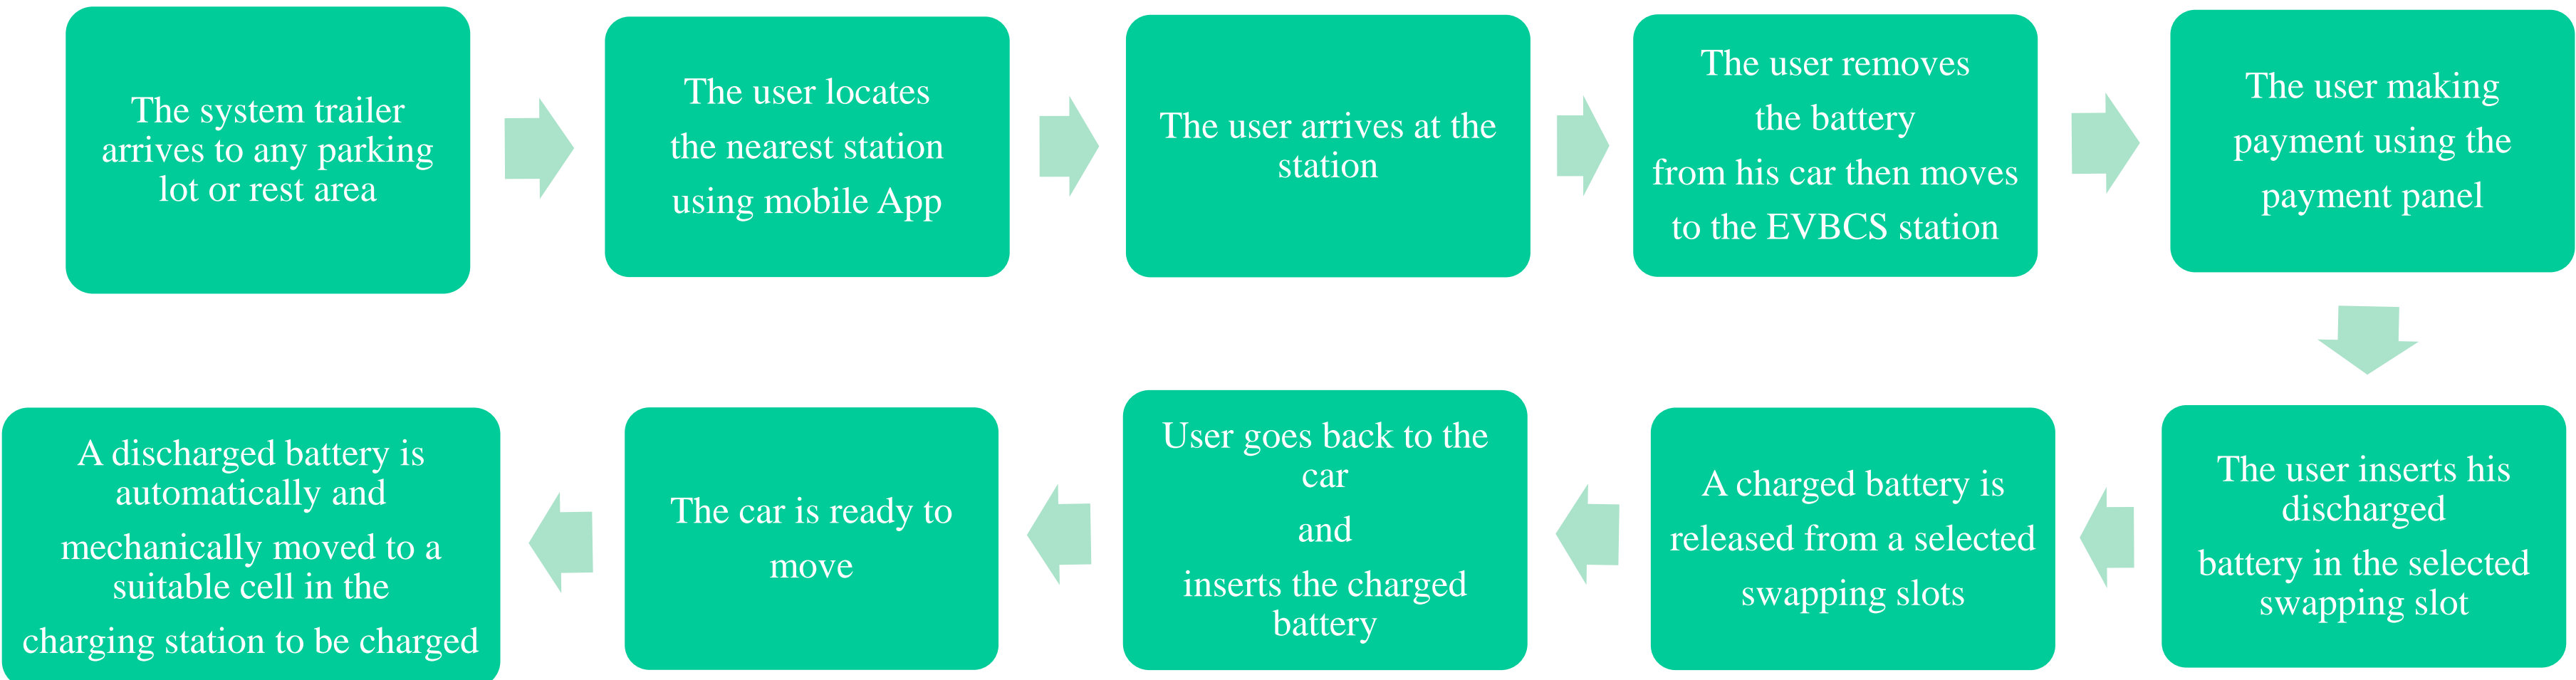 The system trailer
arrives to any parking
lot or rest area
The user locates
the nearest station
using mobile App
The user arrives at the
station
The user removes
the battery
from his car then moves
to the EVBCS station
The user making
payment using the
payment panel
The user inserts his
discharged
battery in the selected
swapping slot
A charged battery is
released from a selected
swapping slots
User goes back to the
car
and
inserts the charged
battery
The car is ready to
move
A discharged battery is
automatically and
mechanically moved to a
suitable cell in the
charging station to be charged